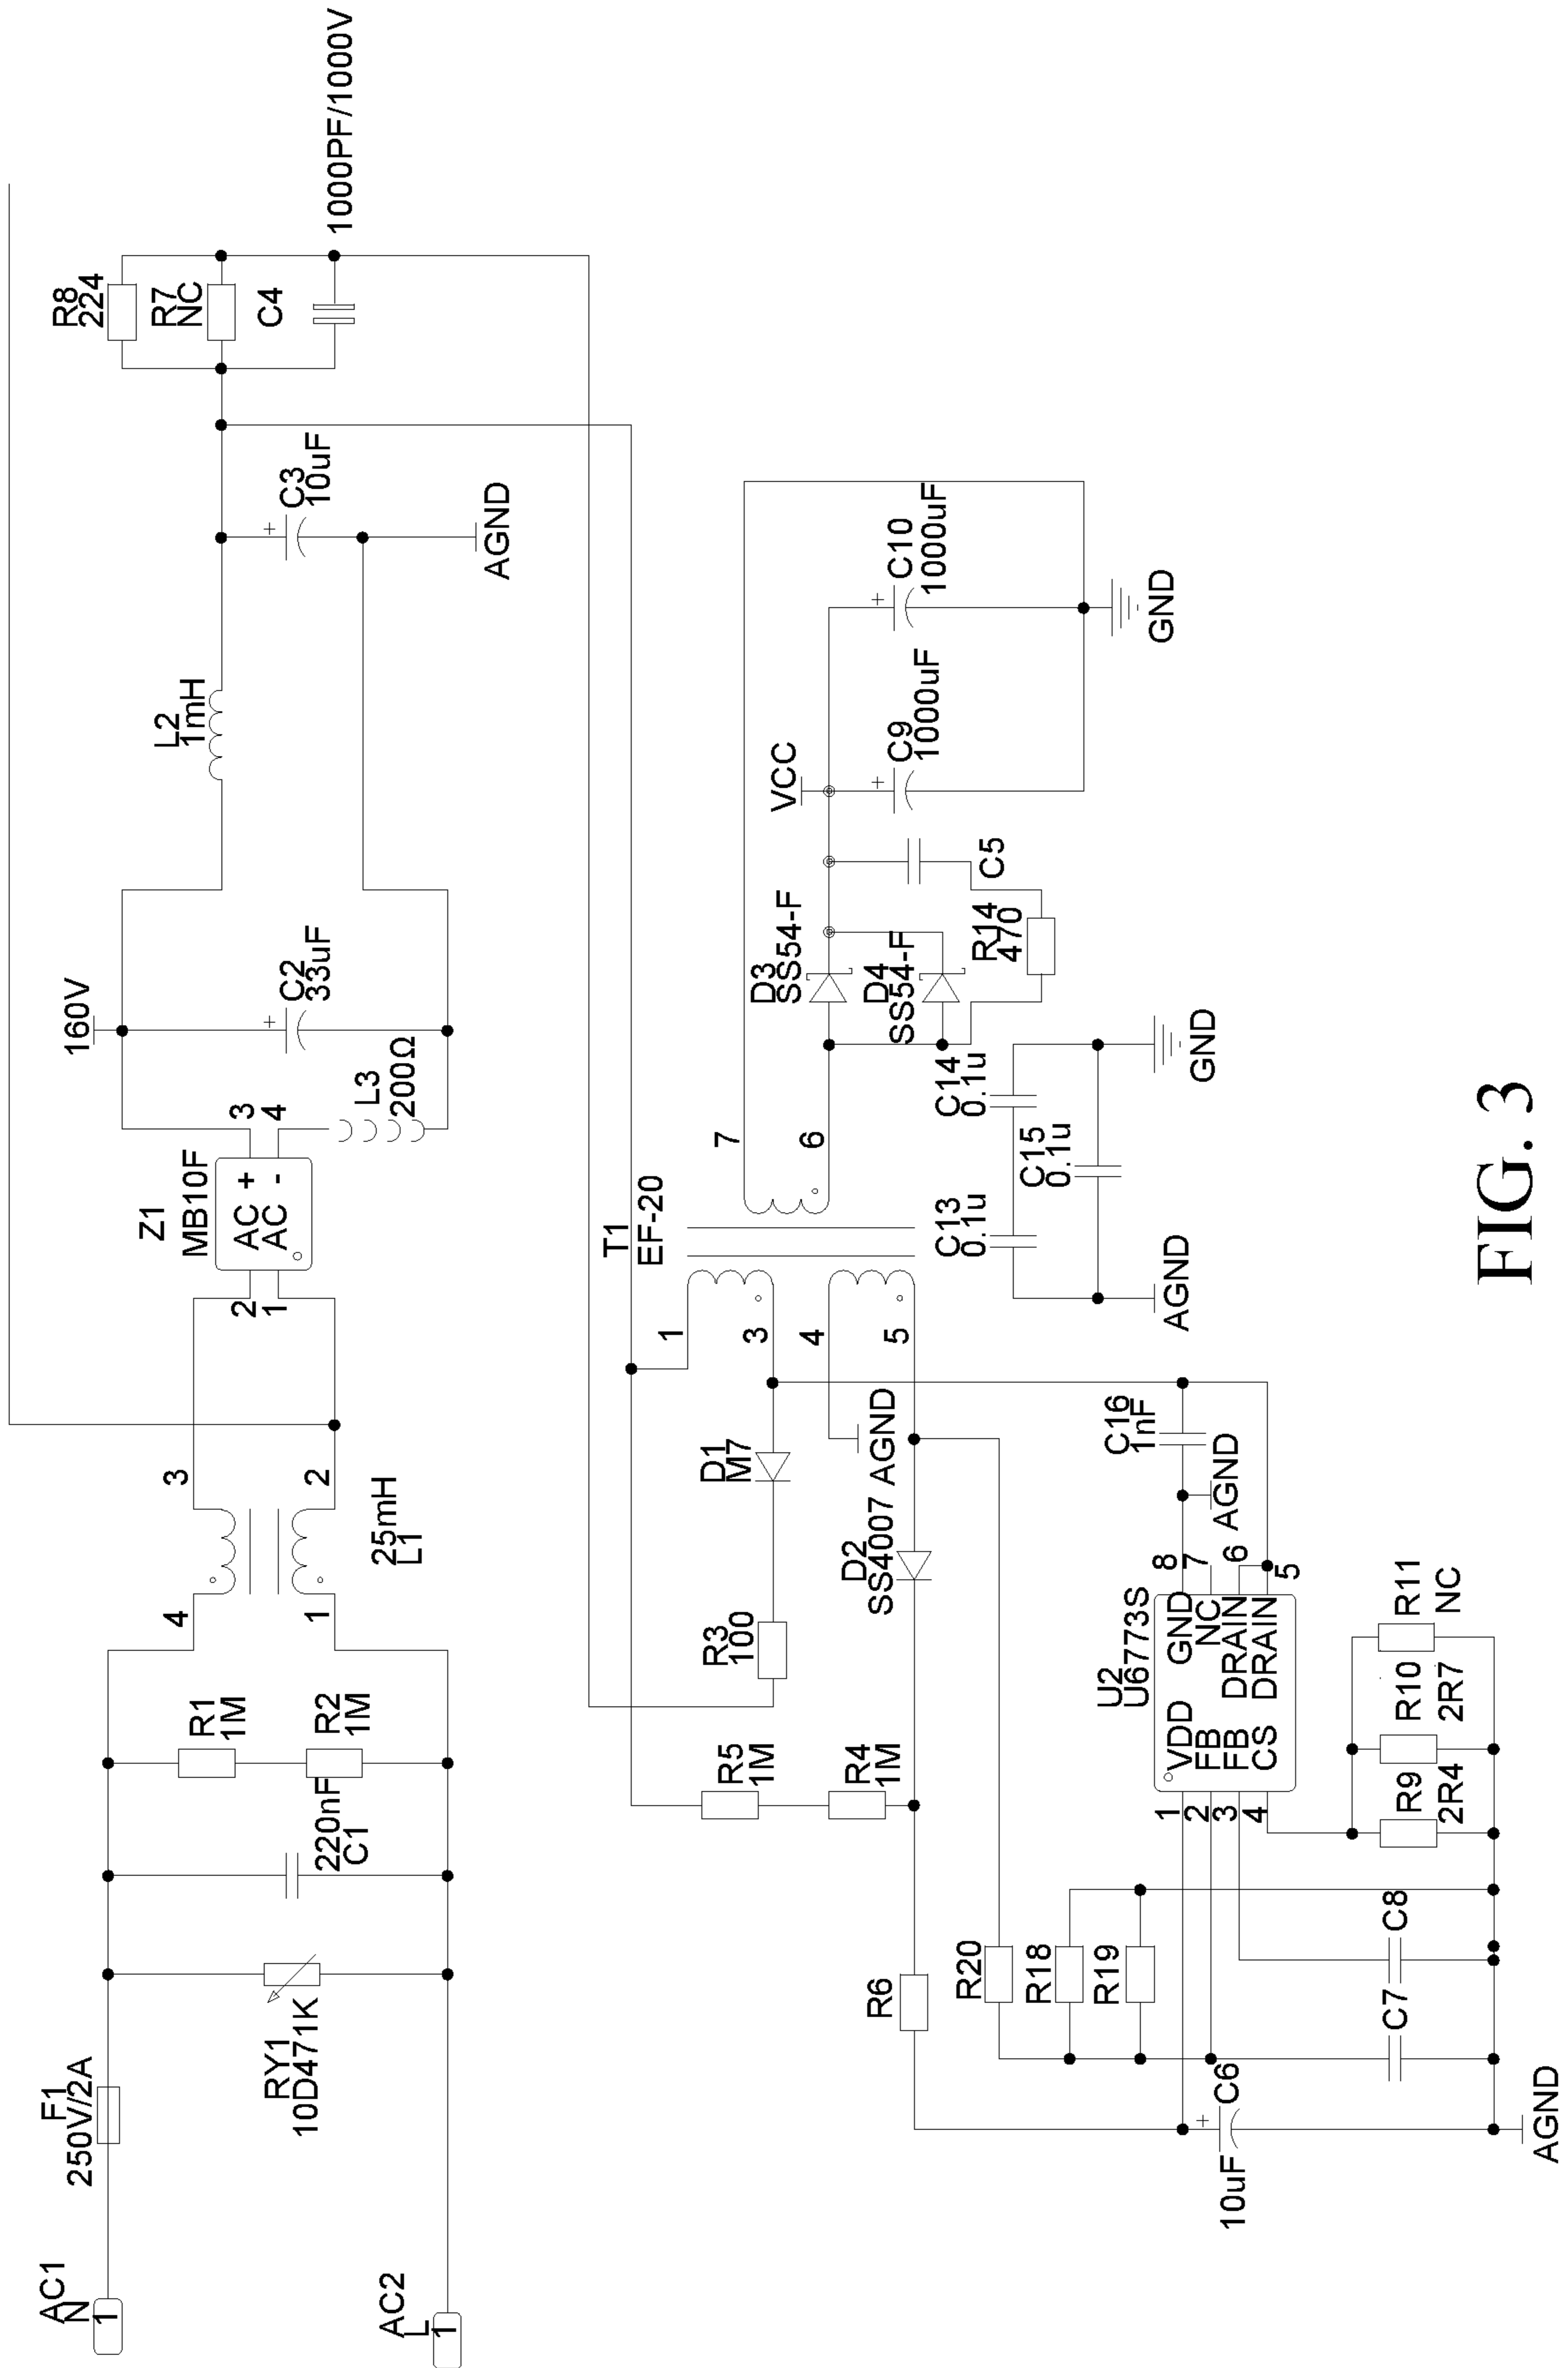 AC1
N
1
AC2
L
1
F1
250V/2A
RY1
10D471K
220nF
C1
R1
1M
R2
1M
4
3
1
2
25mH
L1
Z1
MB10F
2
1
AC +
AC -
3
4
L3
200Ω
160V
C2
33uF
L2
1mH
C3
10uF
AGND
R8
224
R7
NC
C4
1000PF/1000V
R5
1M
R4
1M
R3
100
D1
M7
D2
SS4007
AGND
T1
EF-20
1
3
4
5
7
6
D3
SS54-F
D4
SS54-F
R14
470
C5
VCC
C9
1000uF
C10
1000uF
GND
C13
0.1u
C14
0.1u
C15
0.1u
AGND
GND
R6
R20
R18
R19
10uF
C6
C7
C8
AGND
U2
U6773S
1
2
3
4
VDD
FB
FB
CS
GND
NC
DRAIN
DRAIN
8
7
6
5
AGND
C16
1nF
R9
2R4
R10
2R7
R11
NC
FIG. 3